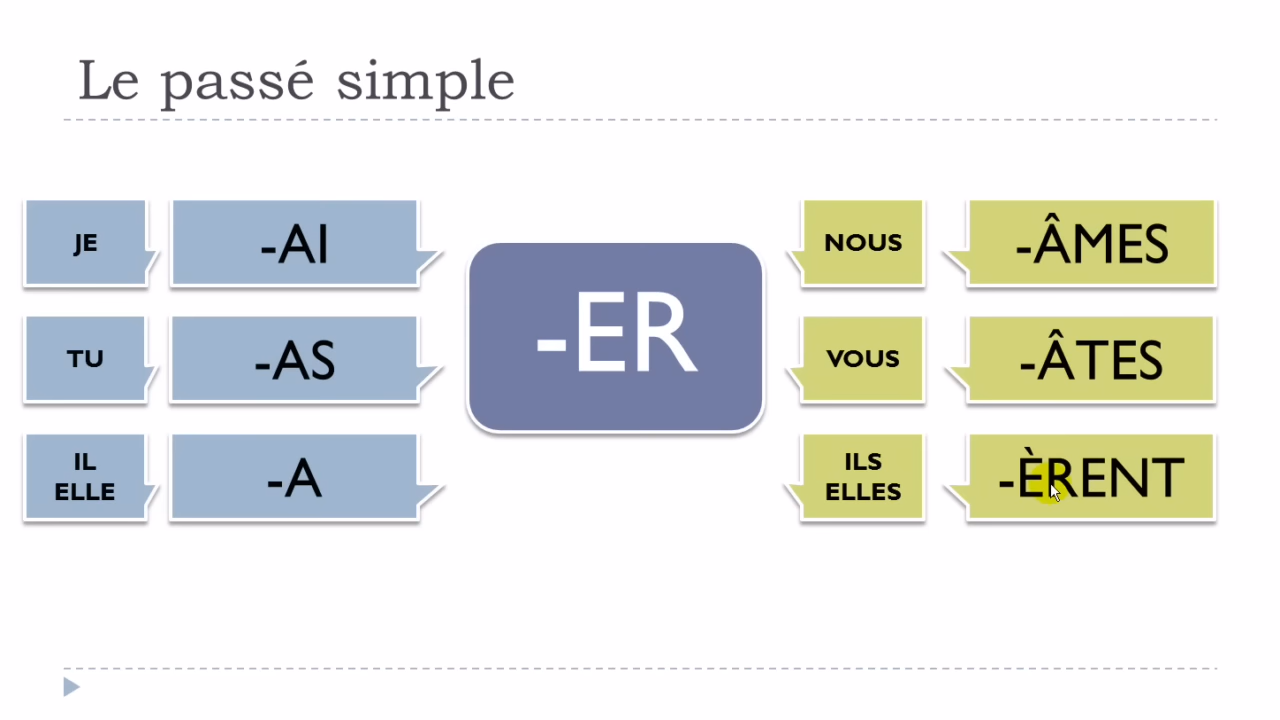 Le passé simple
JE
-AI
TU
-AS
IL
ELLE
-A
-ER
NOUS
-ÂMES
VOUS
-ÂTES
ILS
ELLES
-ÈRENT